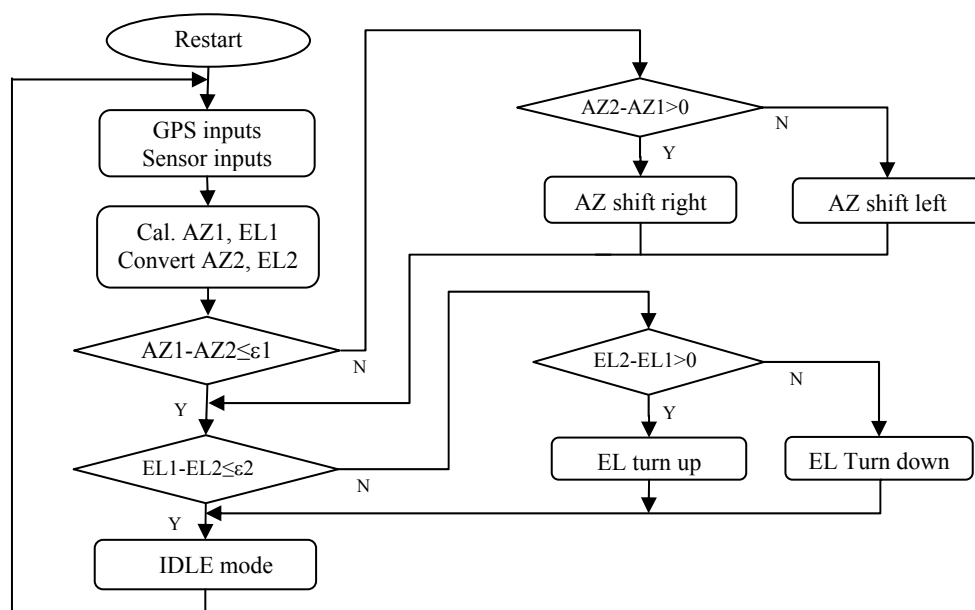 Restart
GPS inputs
Sensor inputs
Cal. AZ1, EL1
Convert AZ2, EL2
AZ1-AZ2≤ε1
N
Y
AZ2-AZ1>0
N
Y
AZ shift right
AZ shift left
EL1-EL2≤ε2
N
Y
EL2-EL1>0
N
Y
EL turn up
EL Turn down
IDLE mode